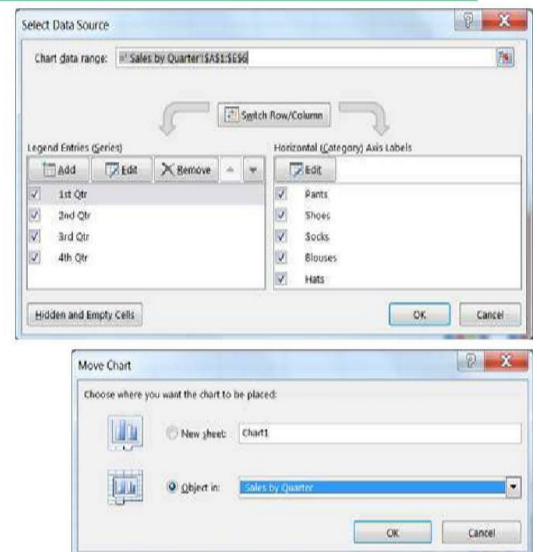 Select Data Source
Chart data range: =' Sales by Quarter'!$A$1:$E$6
Switch Row/Column
Legend Entries (Series)
Add Edit Remove
1st Qtr
2nd Qtr
3rd Qtr
4th Qtr
Horizontal (Category) Axis Labels
Edit
Pants
Shoes
Socks
Blouses
Hats
Hidden and Empty Cells
OK Cancel
Move Chart
Choose where you want the chart to be placed:
New sheet: Chart1
Object in: Sales by Quarter
OK Cancel